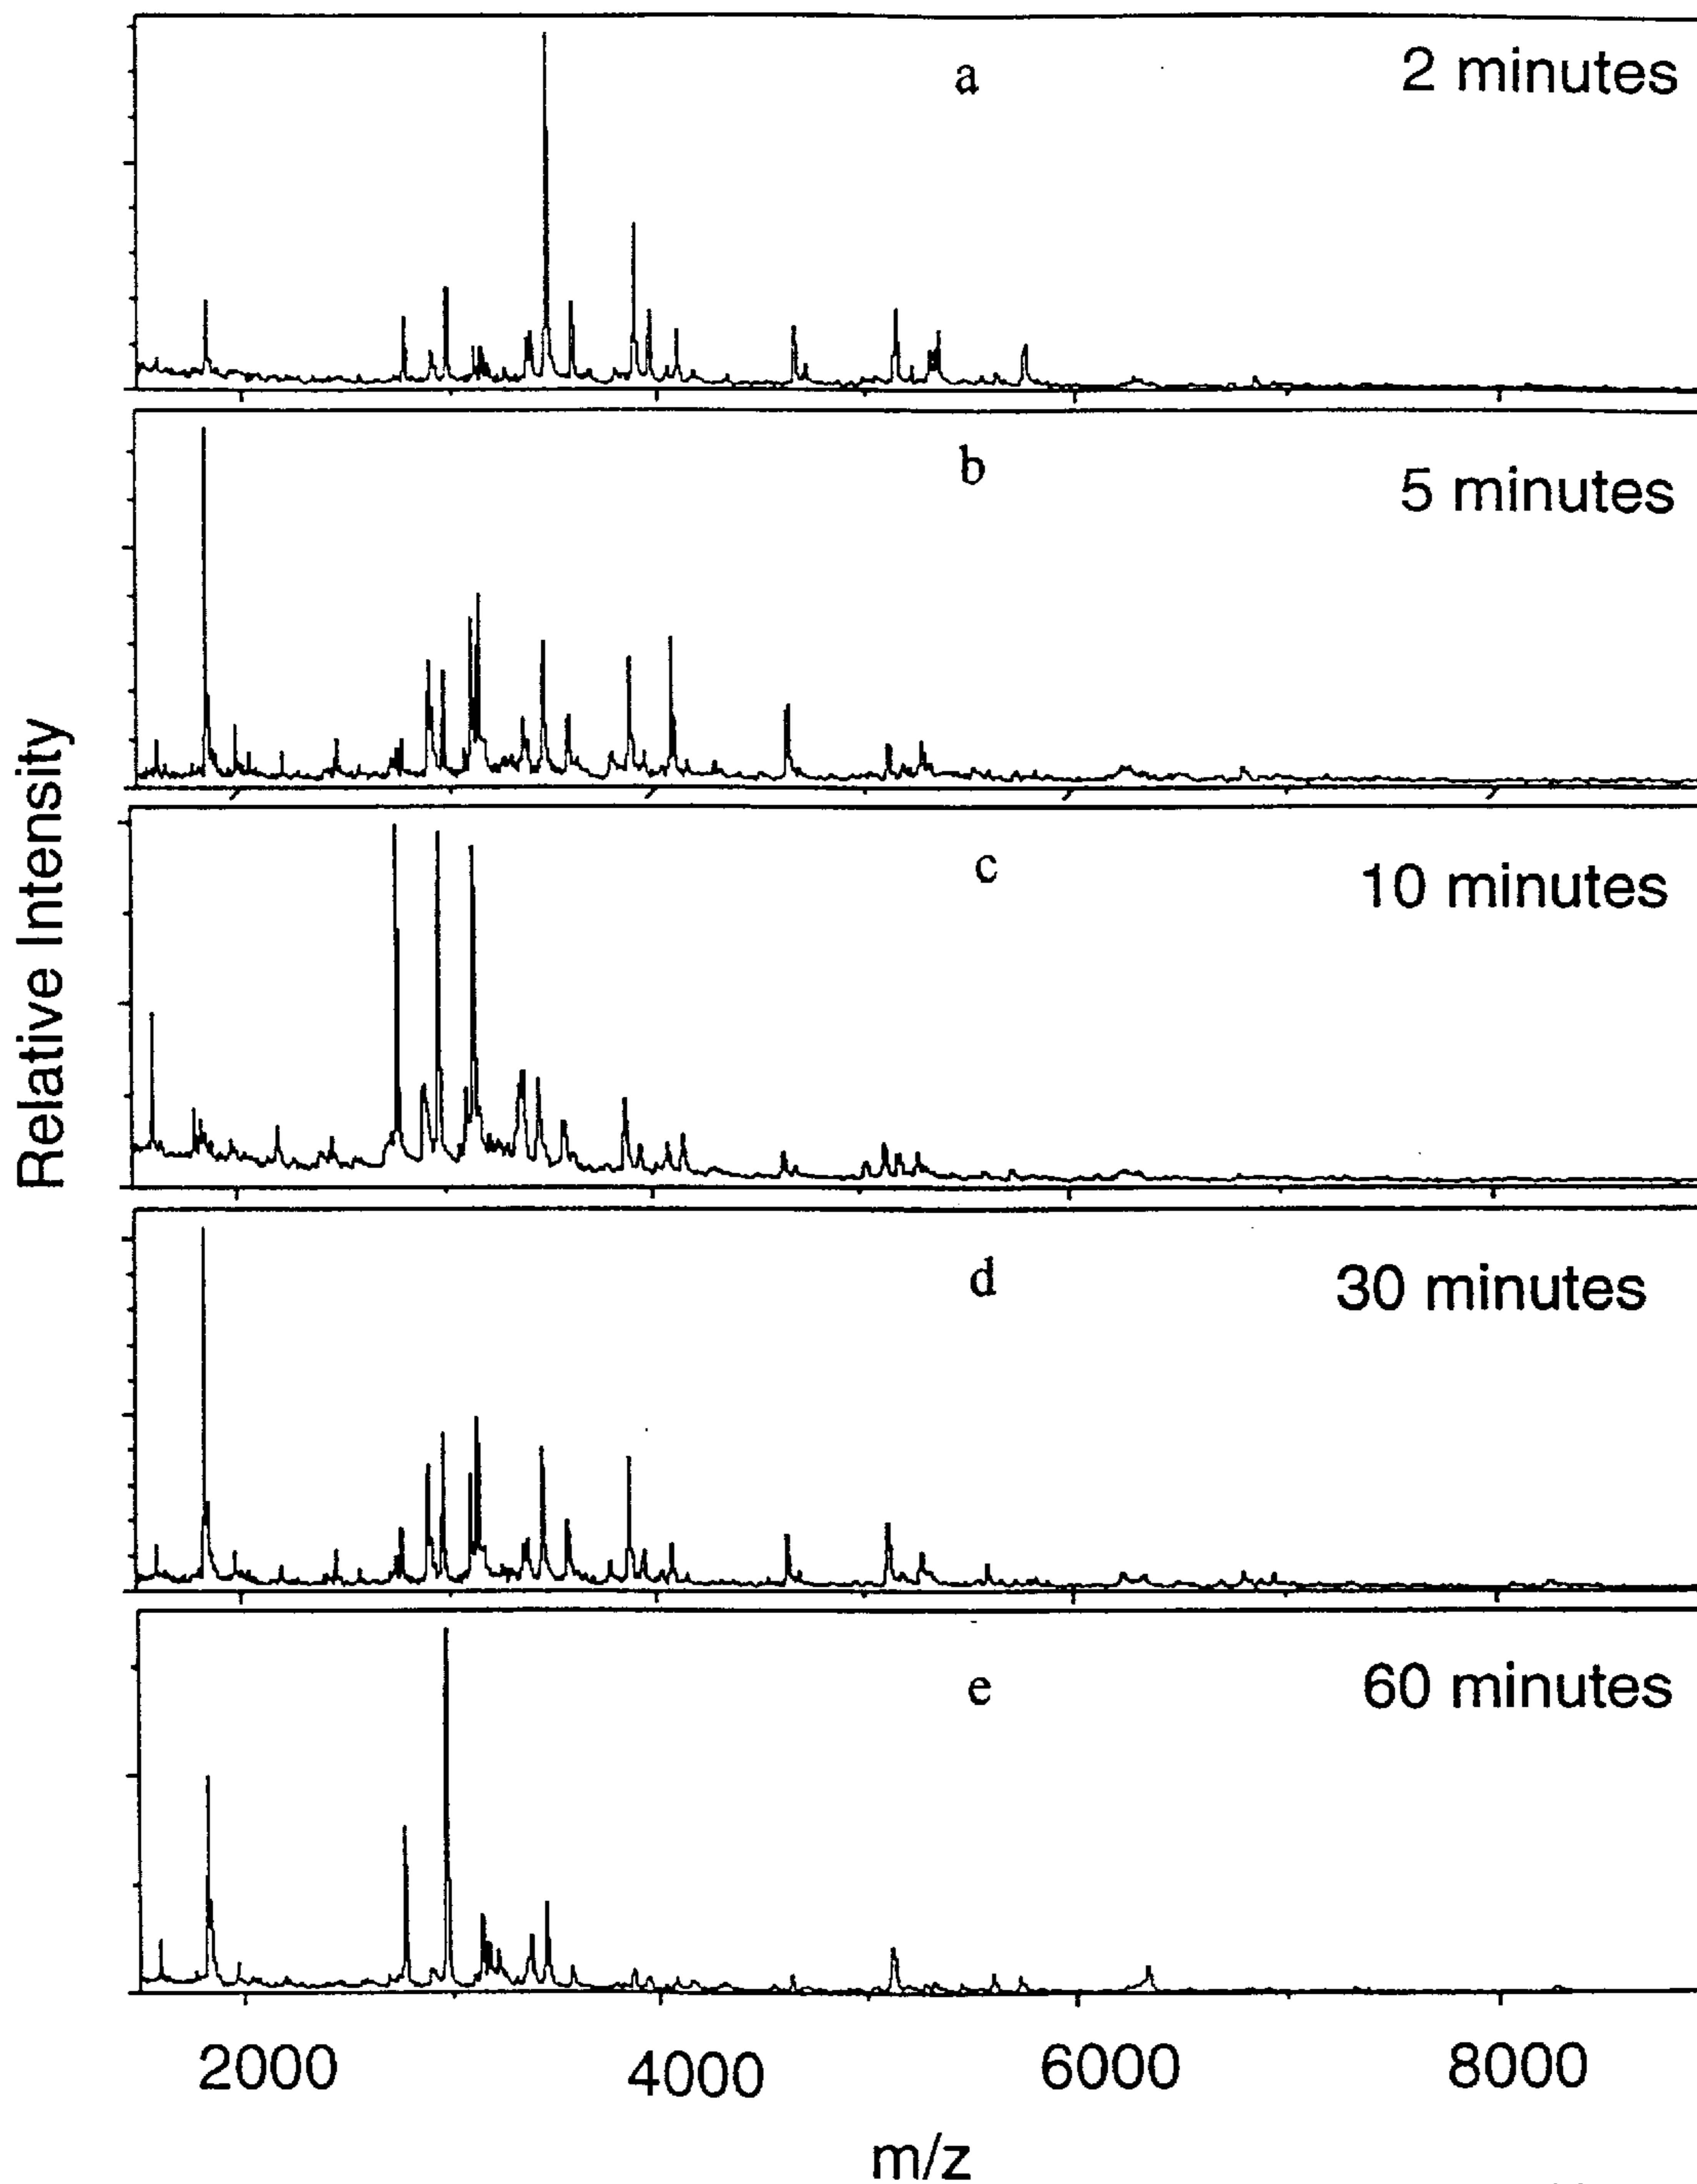 a
2 minutes
b
5 minutes
c
10 minutes
d
30 minutes
e
60 minutes
Relative Intensity
2000 4000 6000 8000
m/z